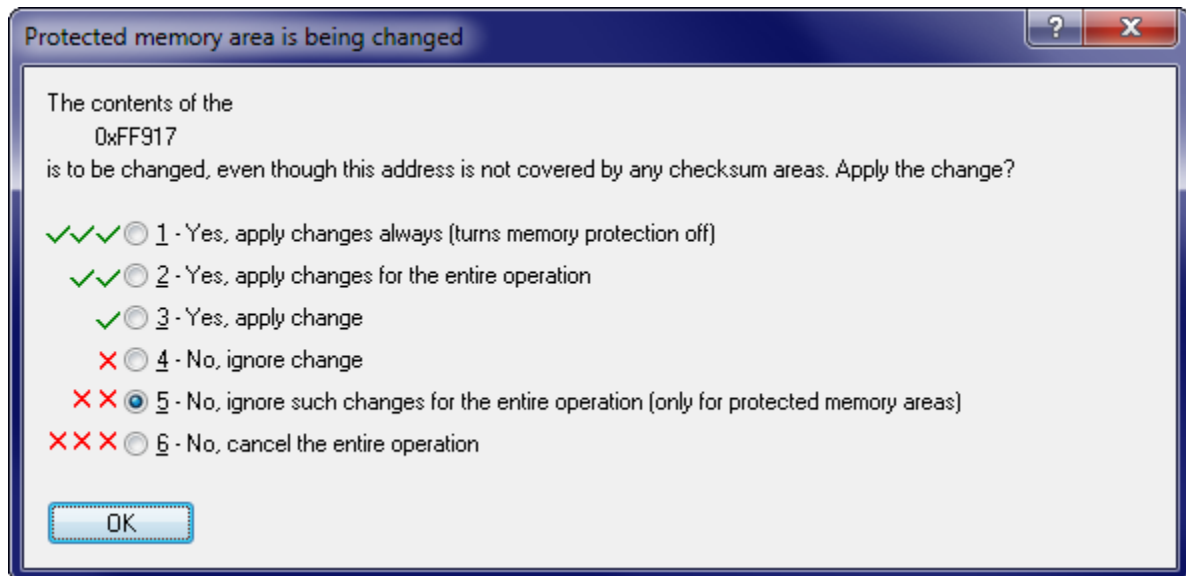 Protected memory area is being changed
?
X
The contents of the
0xFF917
is to be changed, even though this address is not covered by any checksum areas. Apply the change?
1 - Yes, apply changes always (turns memory protection off)
2 - Yes, apply changes for the entire operation
3 - Yes, apply change
4 - No, ignore change
5 - No, ignore such changes for the entire operation (only for protected memory areas)
6 - No, cancel the entire operation
OK